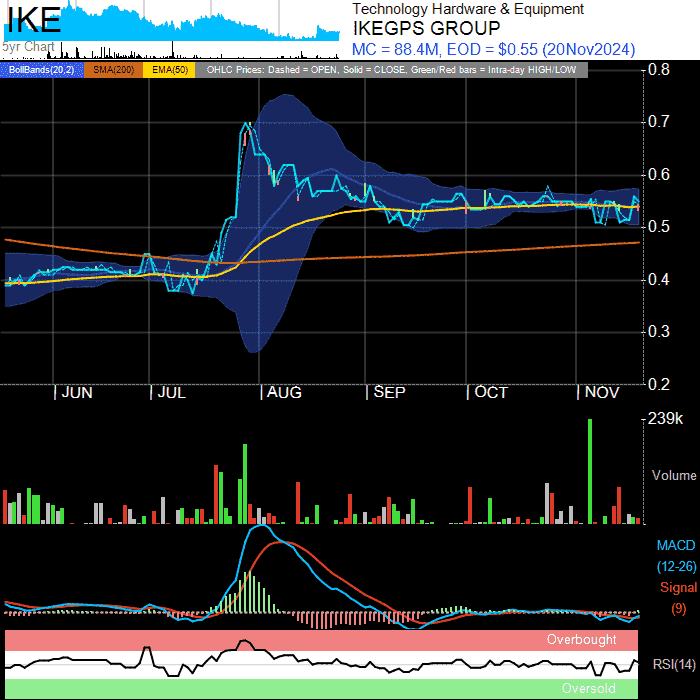 IKE
5yr Chart
Technology Hardware & Equipment
IKEGPS GROUP
MC = 88.4M, EOD = $0.55 (20Nov2024)
BollBands(20,2) SMA(200) EMA(50) OHLC Prices: Dashed = OPEN, Solid = CLOSE, Green/Red bars = Intra-day HIGH/LOW
0.8
0.7
0.6
0.5
0.4
0.3
0.2
JUN JUL AUG SEP OCT NOV
239k
Volume
MACD
(12-26)
Signal
(9)
Overbought
RSI(14)
Oversold